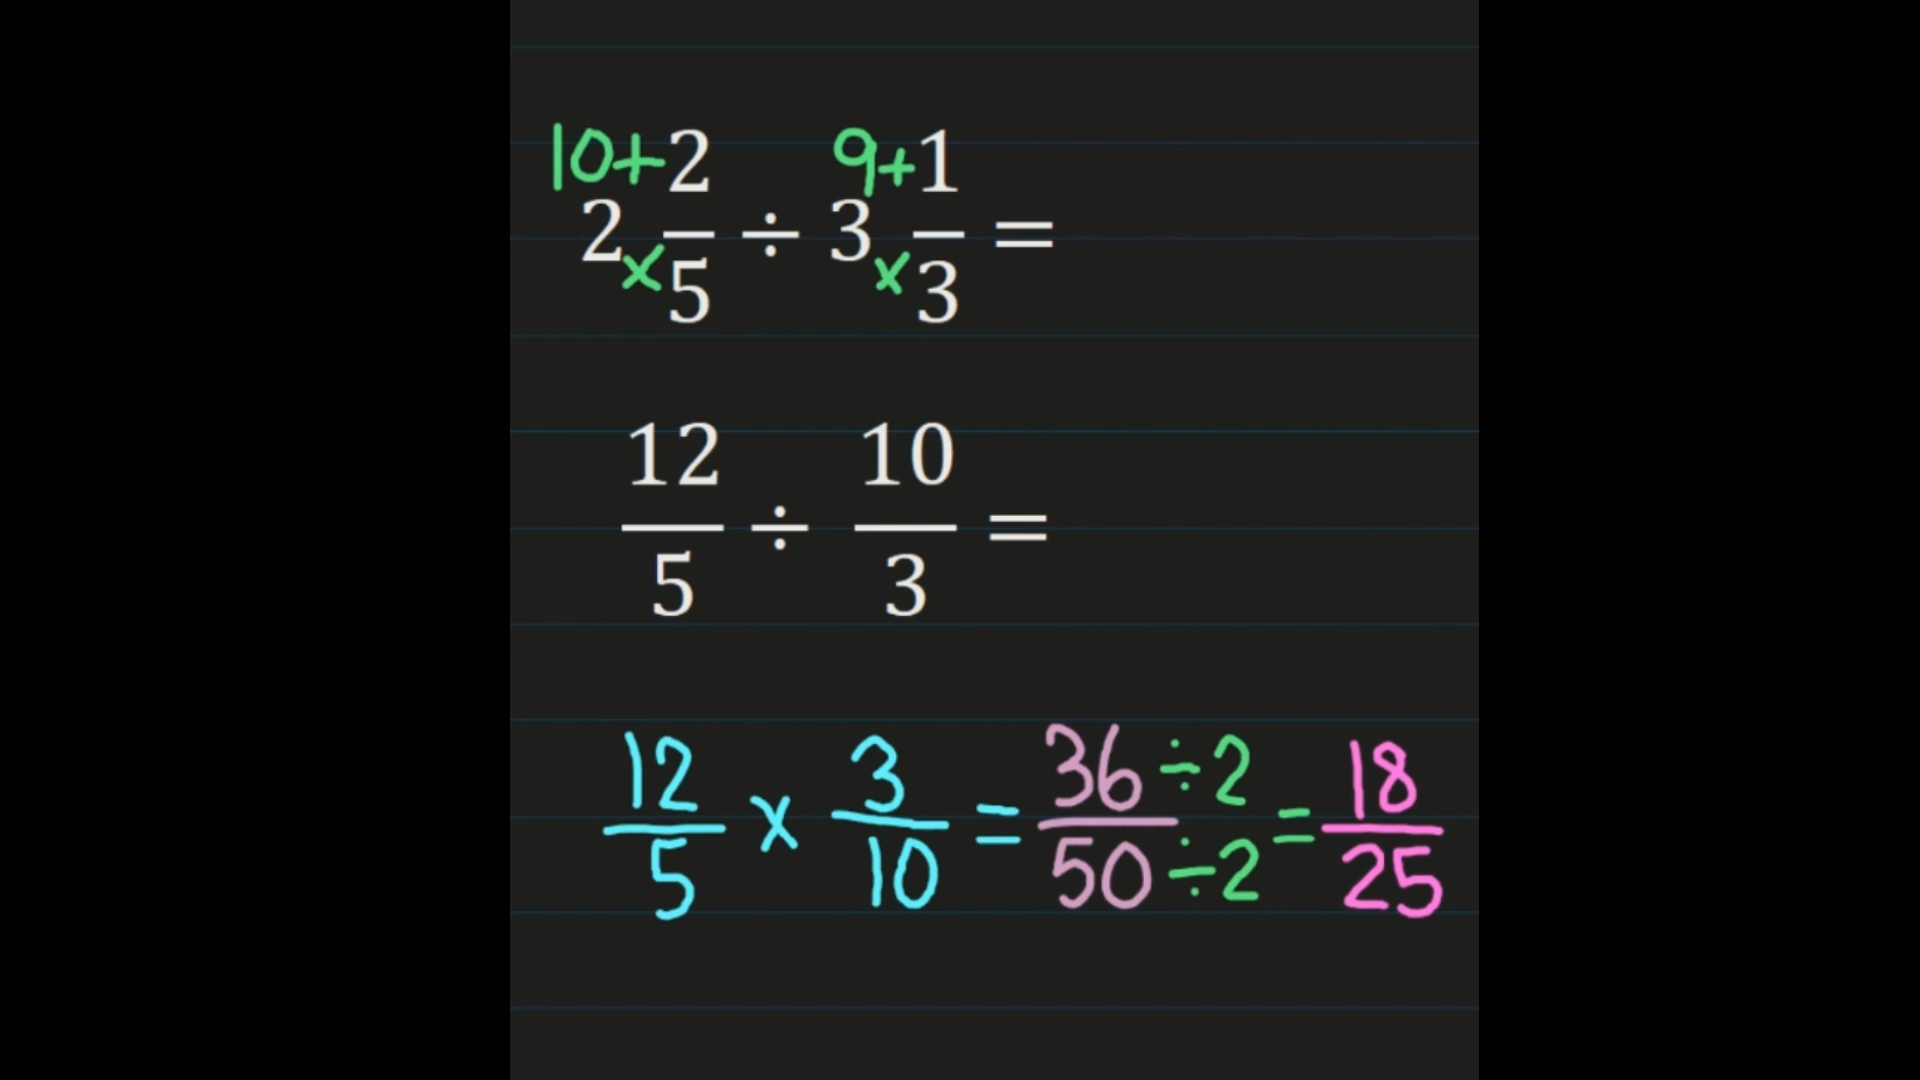 10+ 2/5 9+ 1/3
2 × 2/5 ÷ 3 × 1/3 =
12/5 ÷ 10/3 =
12/5 x 3/10 = 36÷2/50÷2 = 18/25